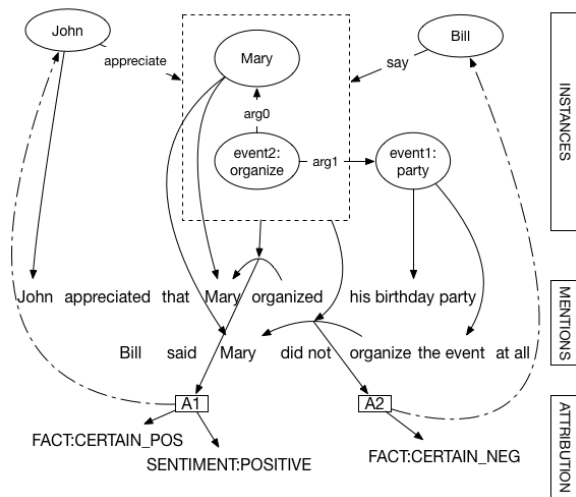 John
Mary
Bill
appreciate
say
arg0
event2:
organize
arg1
event1:
party
INSTANCES
John appreciated that Mary organized his birthday party
MENTIONS
Bill said Mary did not organize the event at all
A1
A2
ATTRIBUTION
FACT:CERTAIN_POS
SENTIMENT:POSITIVE
FACT:CERTAIN_NEG